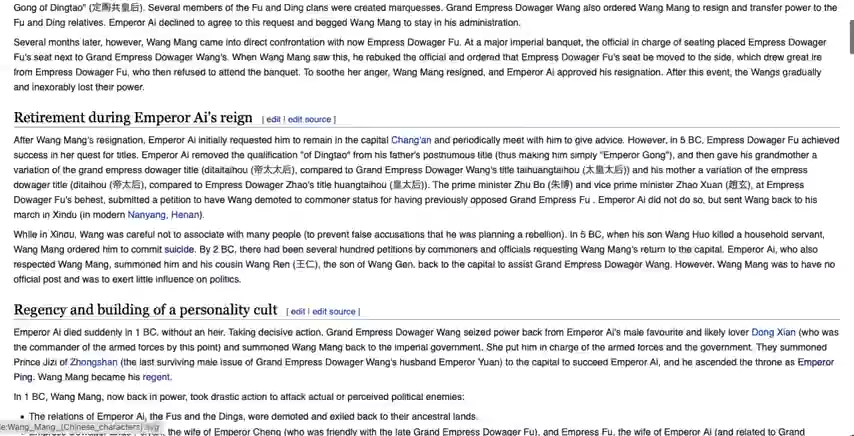 Gong of Dingtao" (定陶共皇后). Several members of the Fu and Ding clans were created marquesses. Grand Empress Dowager Wang also ordered Wang Mang to resign and transfer power to the
Fu and Ding relatives. Emperor Ai declined to agree to this request and begged Wang Mang to stay in his administration.
Several months later, however, Wang Mang came into direct confrontation with now Empress Dowager Fu. At a major imperial banquet, the official in charge of seating placed Empress Dowager
Fu's seat next to Grand Empress Dowager Wang's. When Wang Mang saw this, he rebuked the official and ordered that Empress Dowager Fu's seat be moved to the side, which drew great ire
from Empress Dowager Fu, who then refused to attend the banquet. To soothe her anger, Wang Mang resigned, and Emperor Ai approved his resignation. After this event, the Wangs gradually
and inexorably lost their power.
Retirement during Emperor Ai's reign [ edit | edit source ]
After Wang Mang's resignation, Emperor Ai initially requested him to remain in the capital Chang'an and periodically meet with him to give advice. However, in 5 BC, Empress Dowager Fu achieved
success in her quest for titles. Emperor Ai removed the qualification "of Dingtao" from his father's posthumous title (thus making him simply "Emperor Gong"), and then gave his grandmother a
variation of the grand empress dowager title (ditaitaihou (帝太太后), compared to Grand Empress Dowager Wang's title taihuangtaihou (太皇太后)) and his mother a variation of the empress
dowager title (ditaihou (帝太后), compared to Empress Dowager Zhao's title huangtaihou (皇太后)). The prime minister Zhu Bo (朱博) and vice prime minister Zhao Xuan (趙玄), at Empress
Dowager Fu's behest, submitted a petition to have Wang demoted to commoner status for having previously opposed Grand Empress Fu . Emperor Ai did not do so, but sent Wang back to his
march in Xindu (in modern Nanyang, Henan).
While in Xindu, Wang was careful not to associate with many people (to prevent false accusations that he was planning a rebellion). In 5 BC, when his son Wang Huo killed a household servant,
Wang Mang ordered him to commit suicide. By 2 BC, there had been several hundred petitions by commoners and officials requesting Wang Mang's return to the capital. Emperor Ai, who also
respected Wang Mang, summoned him and his cousin Wang Ren (王仁), the son of Wang Gen, back to the capital to assist Grand Empress Dowager Wang. However, Wang Mang was to have no
official post and was to exert little influence on politics.
Regency and building of a personality cult [ edit | edit source ]
Emperor Ai died suddenly in 1 BC, without an heir. Taking decisive action, Grand Empress Dowager Wang seized power back from Emperor Ai's male favourite and likely lover Dong Xian (who was
the commander of the armed forces by this point) and summoned Wang Mang back to the imperial government. She put him in charge of the armed forces and the government. They summoned
Prince Jizi of Zhongshan (the last surviving male issue of Grand Empress Dowager Wang's husband Emperor Yuan) to the capital to succeed Emperor Ai, and he ascended the throne as Emperor
Ping. Wang Mang became his regent.
In 1 BC, Wang Mang, now back in power, took drastic action to attack actual or perceived political enemies:
• The relations of Emperor Ai, the Fus and the Dings, were demoted and exiled back to their ancestral lands.
le:Wang_Mang_(Chinese_characters).svg
the wife of Emperor Cheng (who was friendly with the late Grand Empress Dowager Fu), and Empress Fu, the wife of Emperor Ai (and related to Grand